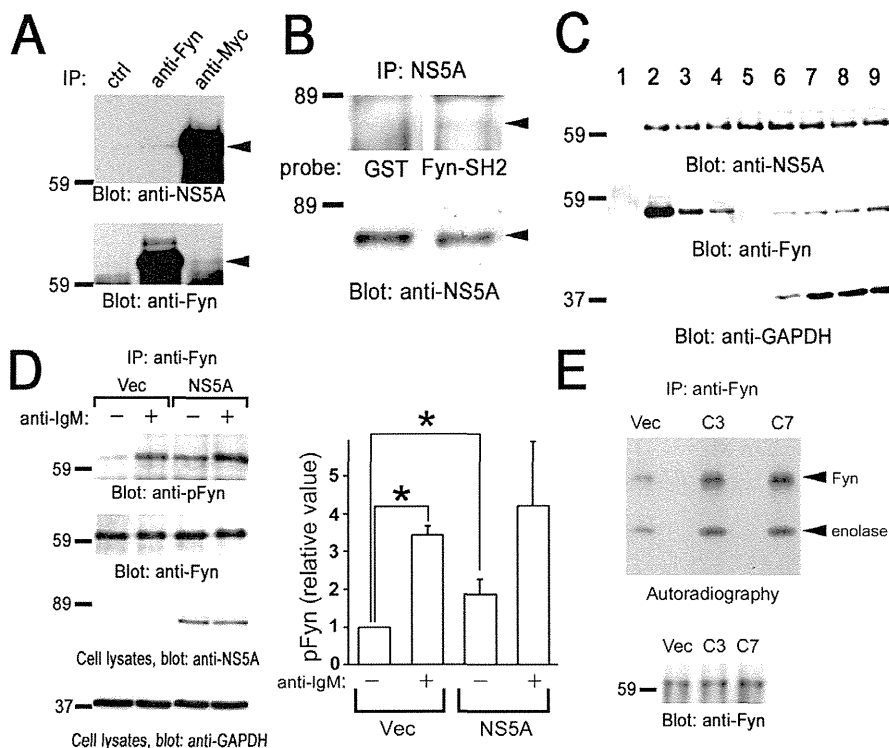 A
IP: ctrl anti-Fyn anti-Myc
59
Blot: anti-NS5A
59
Blot: anti-Fyn
B
IP: NS5A
89
probe: GST Fyn-SH2
89
Blot: anti-NS5A
C
1 2 3 4 5 6 7 8 9
59
Blot: anti-NS5A
59
Blot: anti-Fyn
37
Blot: anti-GAPDH
D
IP: anti-Fyn
Vec NS5A
anti-IgM: − + − +
59
Blot: anti-pFyn
59
Blot: anti-Fyn
89
Cell lysates, blot: anti-NS5A
37
Cell lysates, blot: anti-GAPDH
pFyn (relative value)
5
4
3
2
1
0
* *
anti-IgM: − + − +
Vec NS5A
E
IP: anti-Fyn
Vec C3 C7
Fyn
enolase
Autoradiography
Vec C3 C7
59
Blot: anti-Fyn